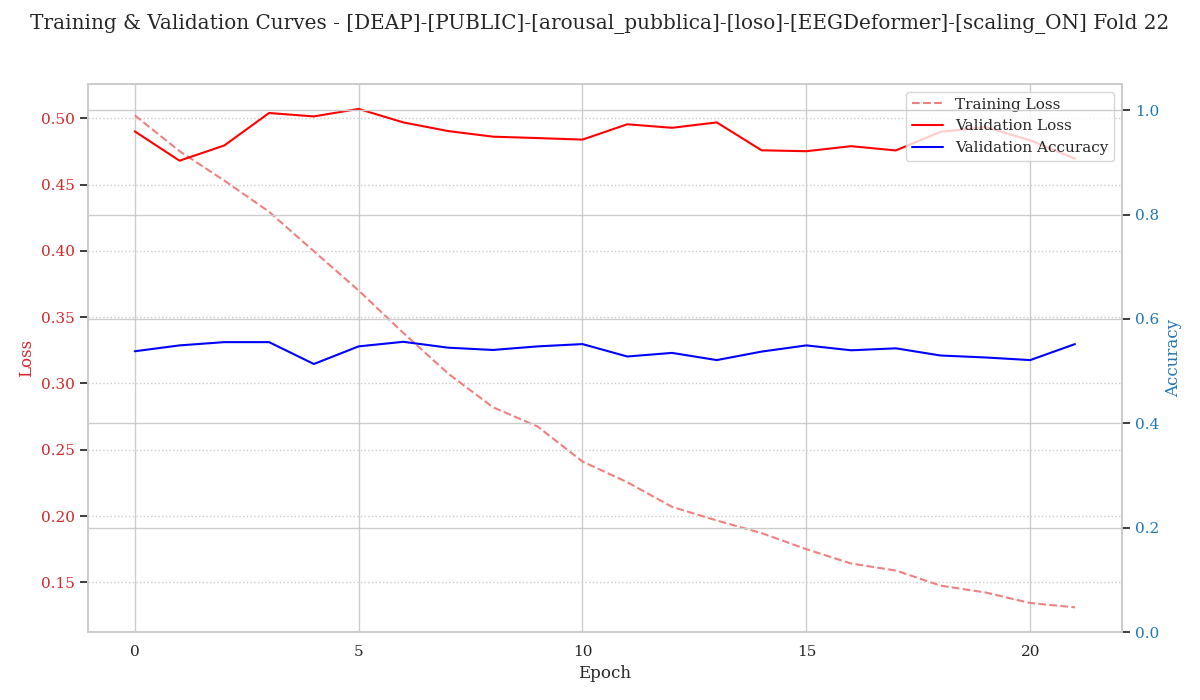 Training & Validation Curves - [DEAP]-[PUBLIC]-[arousal_pubblica]-[loso]-[EEGDeformer]-[scaling_ON] Fold 22
Training Loss
Validation Loss
Validation Accuracy
0.50
0.45
0.40
0.35
0.30
0.25
0.20
0.15
Loss
1.0
0.8
0.6
0.4
0.2
0.0
Accuracy
0 5 10 15 20
Epoch